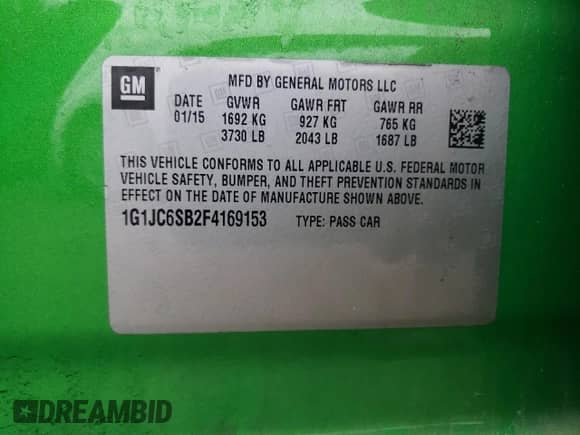 GM
MFD BY GENERAL MOTORS LLC
DATE GVWR GAWR FRT GAWR RR
01/15 1692 KG 927 KG 765 KG
3730 LB 2043 LB 1687 LB
THIS VEHICLE CONFORMS TO ALL APPLICABLE U.S. FEDERAL MOTOR
VEHICLE SAFETY, BUMPER, AND THEFT PREVENTION STANDARDS IN
EFFECT ON THE DATE OF MANUFACTURE SHOWN ABOVE.
1G1JC6SB2F4169153 TYPE: PASS CAR
DREAMBID